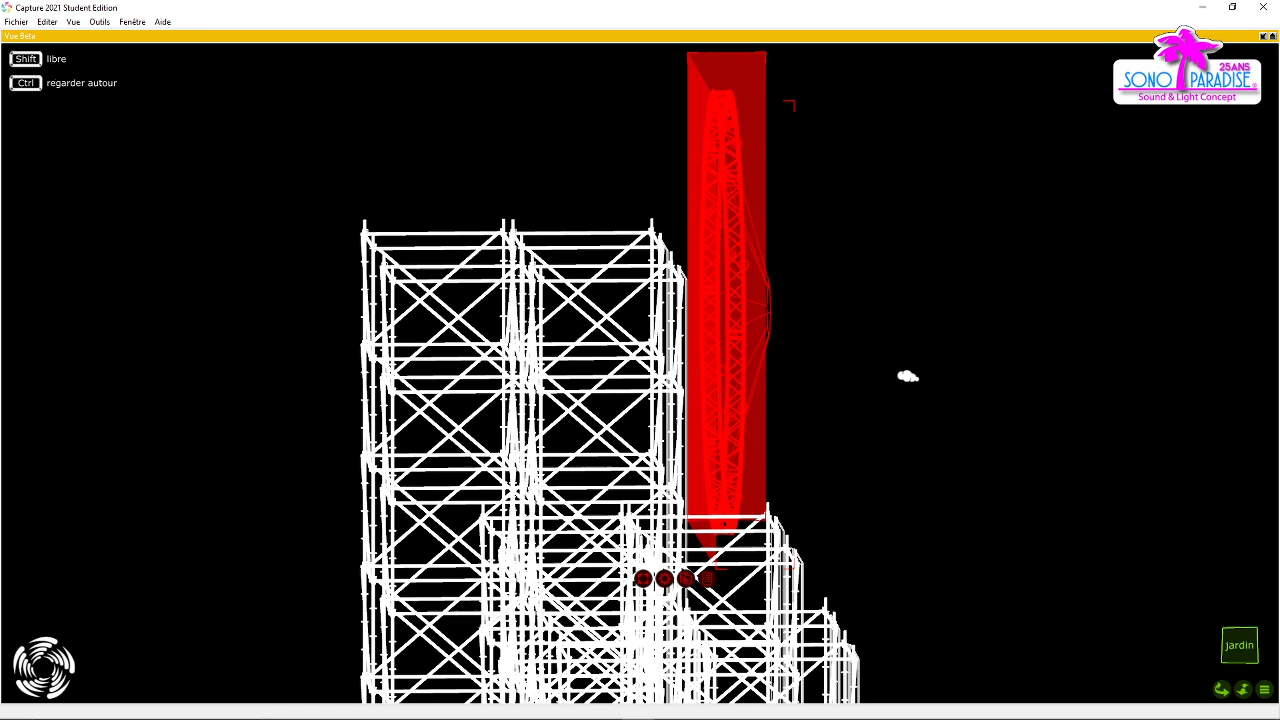 Capture 2021 Student Edition
Fichier Editer Vue Outils Fenêtre Aide
Vue Beta
Shift libre
Ctrl regarder autour
25ANS
SONO PARADISE®
Sound & Light Concept
Jardin